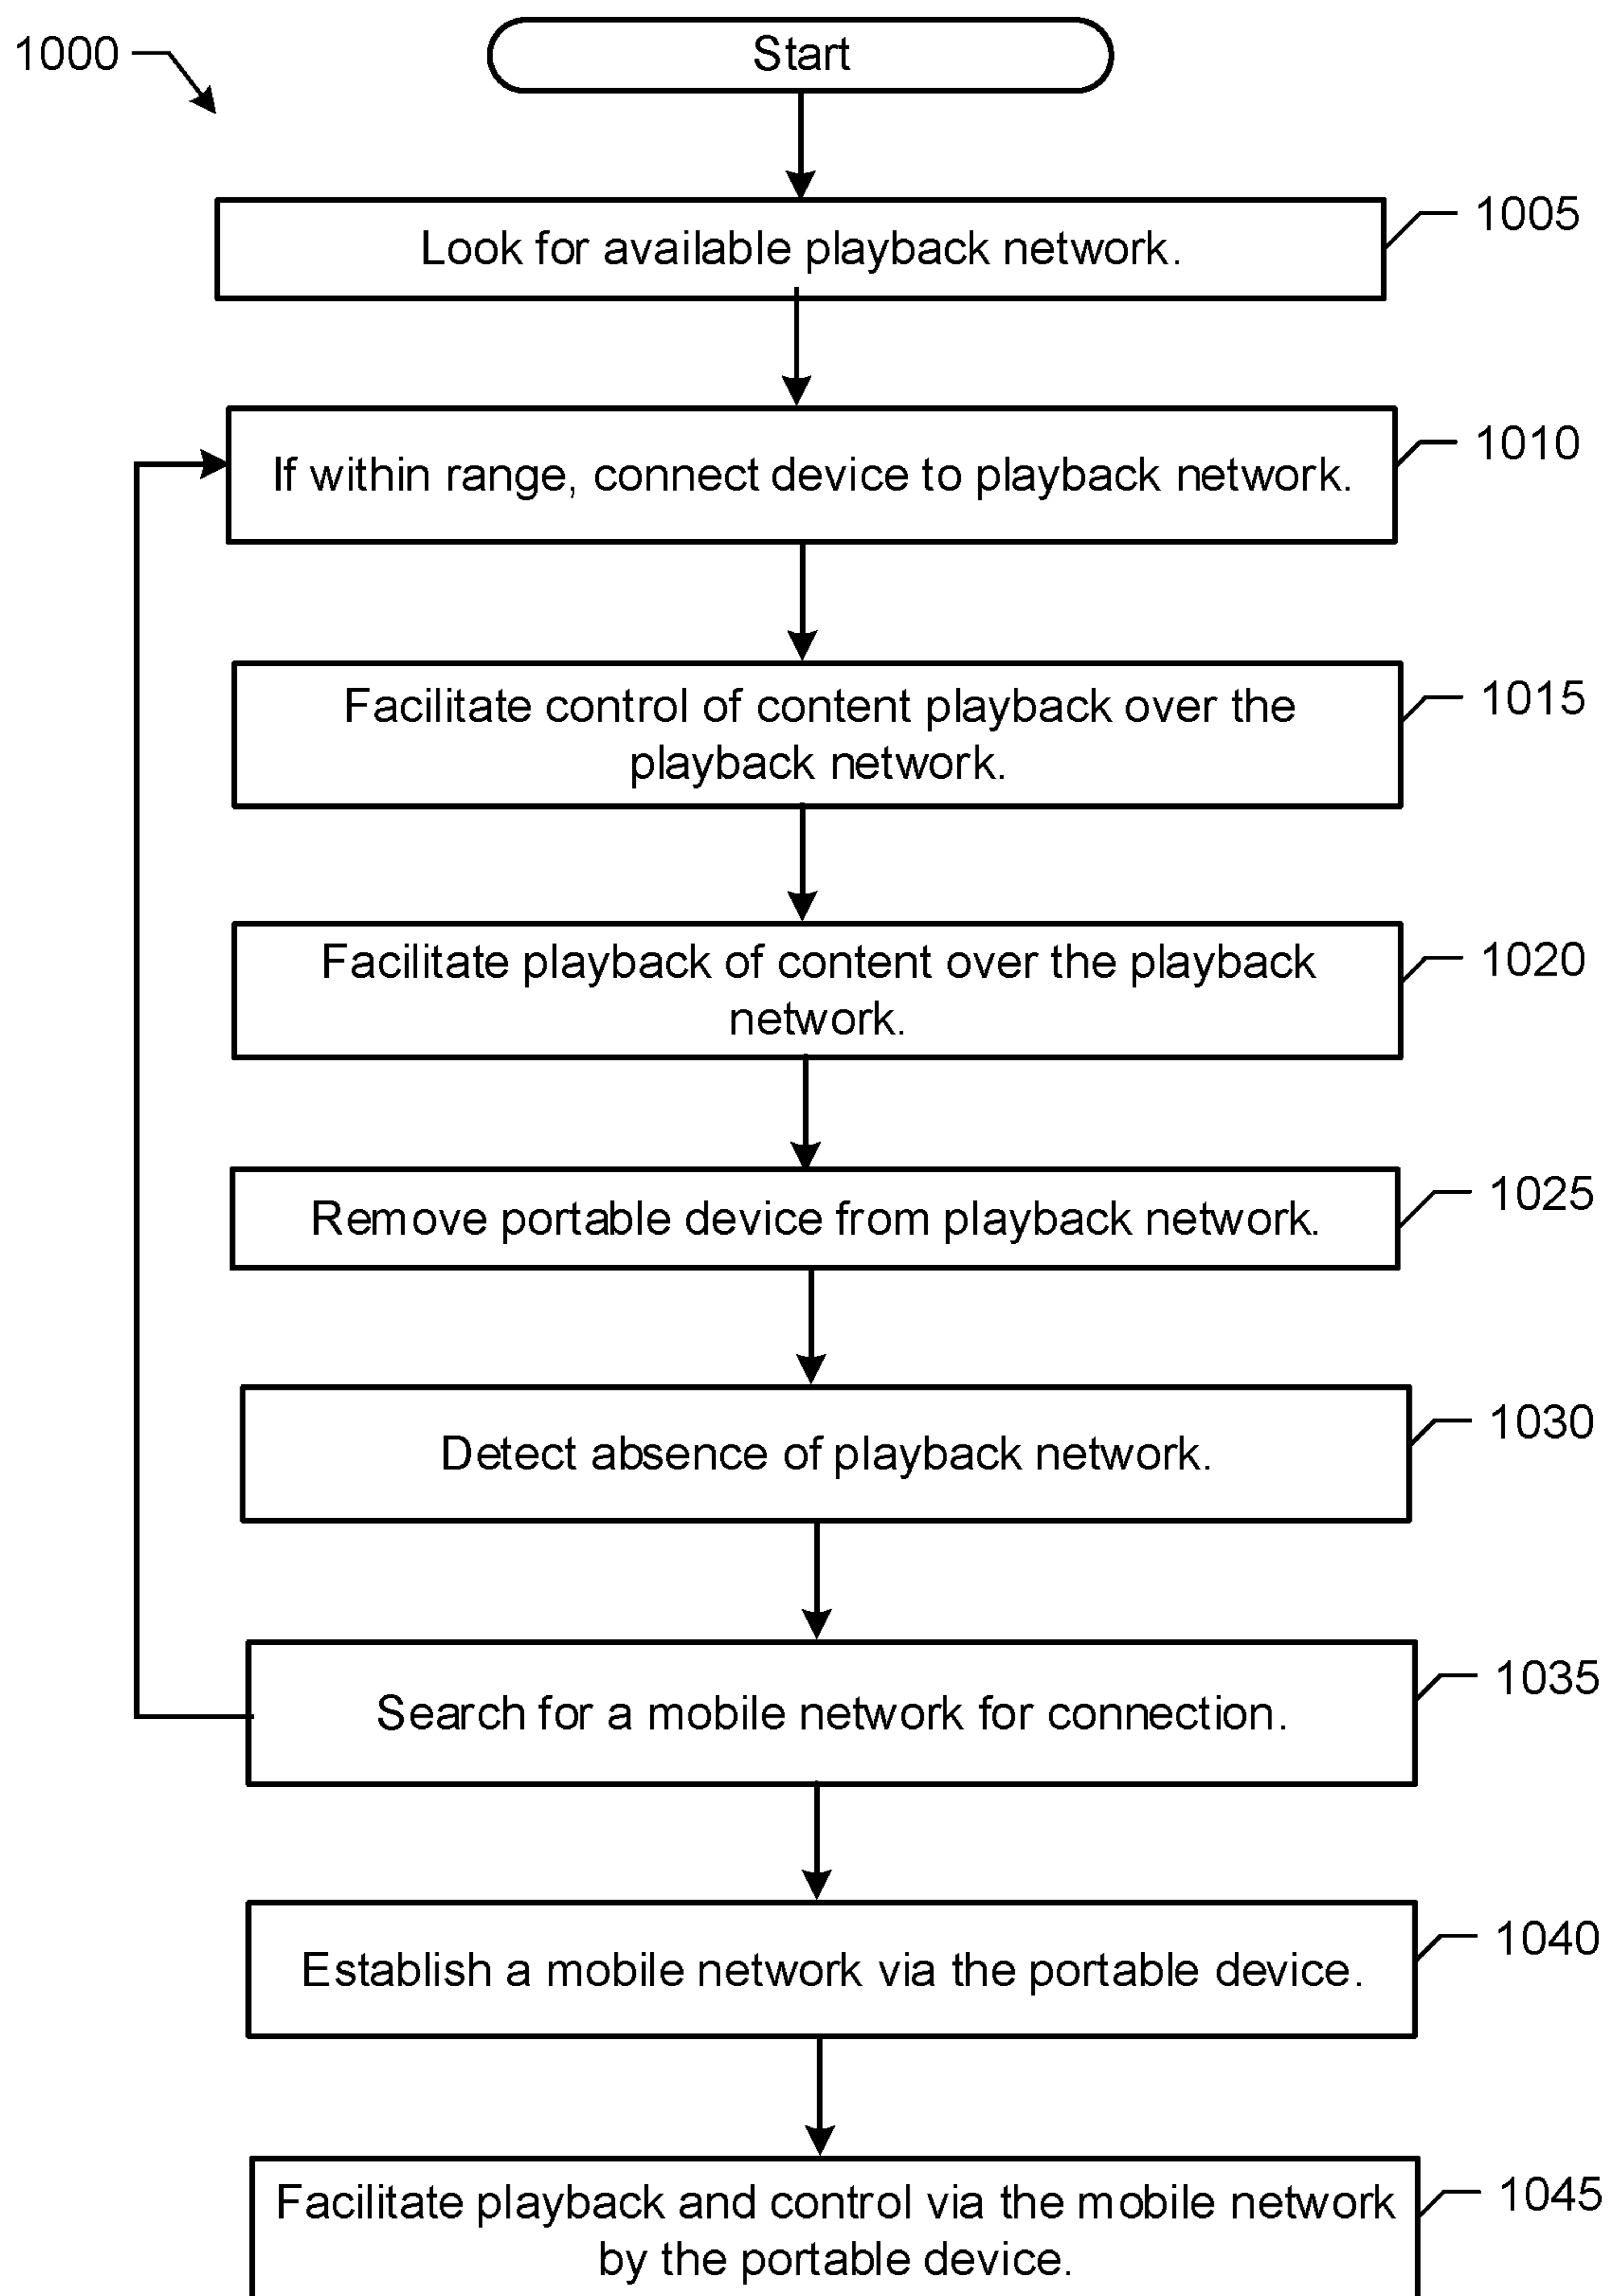 1000
Start
1005
Look for available playback network.
1010
If within range, connect device to playback network.
1015
Facilitate control of content playback over the
playback network.
1020
Facilitate playback of content over the playback
network.
1025
Remove portable device from playback network.
1030
Detect absence of playback network.
1035
Search for a mobile network for connection.
1040
Establish a mobile network via the portable device.
1045
Facilitate playback and control via the mobile network
by the portable device.